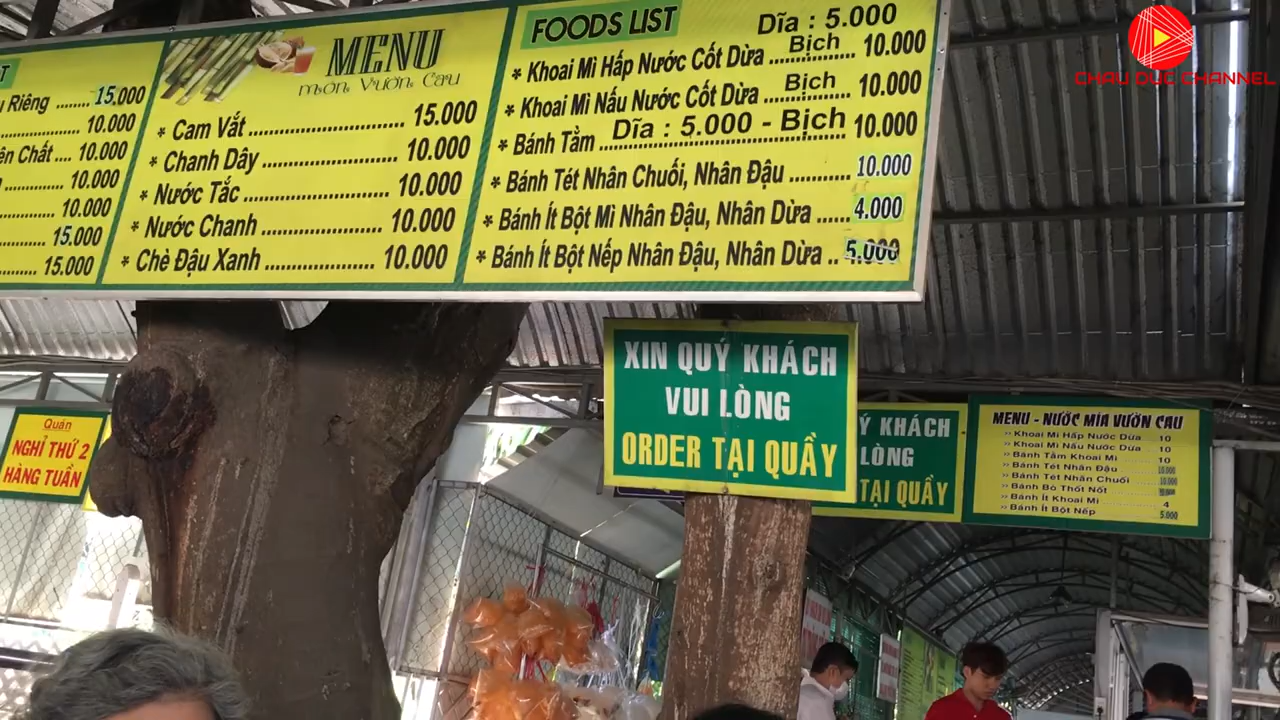 CHAU DUC CHANNEL
T
Riêng ........ 15.000
10.000
Chất .... 10.000
10.000
10.000
15.000
15.000
MENU
Món Vườn Cau
* Cam Vắt ........ 15.000
* Chanh Dây ........ 10.000
* Nước Tắc ........ 10.000
* Nước Chanh ........ 10.000
* Chè Đậu Xanh ........ 10.000
FOODS LIST
Dĩa : 5.000
* Khoai Mì Hấp Nước Cốt Dừa ........ Bịch 10.000
* Khoai Mì Nấu Nước Cốt Dừa ........ Bịch 10.000
* Bánh Tằm Dĩa : 5.000 - Bịch 10.000
* Bánh Tét Nhân Chuối, Nhân Đậu ........ 10.000
* Bánh Ít Bột Mì Nhân Đậu, Nhân Dừa ...... 4.000
* Bánh Ít Bột Nếp Nhân Đậu, Nhân Dừa .. 5.000
XIN QUÝ KHÁCH
VUI LÒNG
ORDER TẠI QUẦY
Quán
NGHỈ THỨ 2
HÀNG TUẦN
Ý KHÁCH
LÒNG
TẠI QUẦY
MENU - NƯỚC MÍA VƯỜN CAU
›› Khoai Mì Hấp Nước Dừa .. 10
›› Khoai Mì Nấu Nước Dừa .. 10
›› Bánh Tằm Khoai Mì ........ 10
›› Bánh Tét Nhân Đậu ........ 10.000
›› Bánh Tét Nhân Chuối ........ 10.000
›› Bánh Bò Thốt Nốt ........
›› Bánh Ít Khoai Mì ........ 4
›› Bánh Ít Bột Nếp ........ 5.000